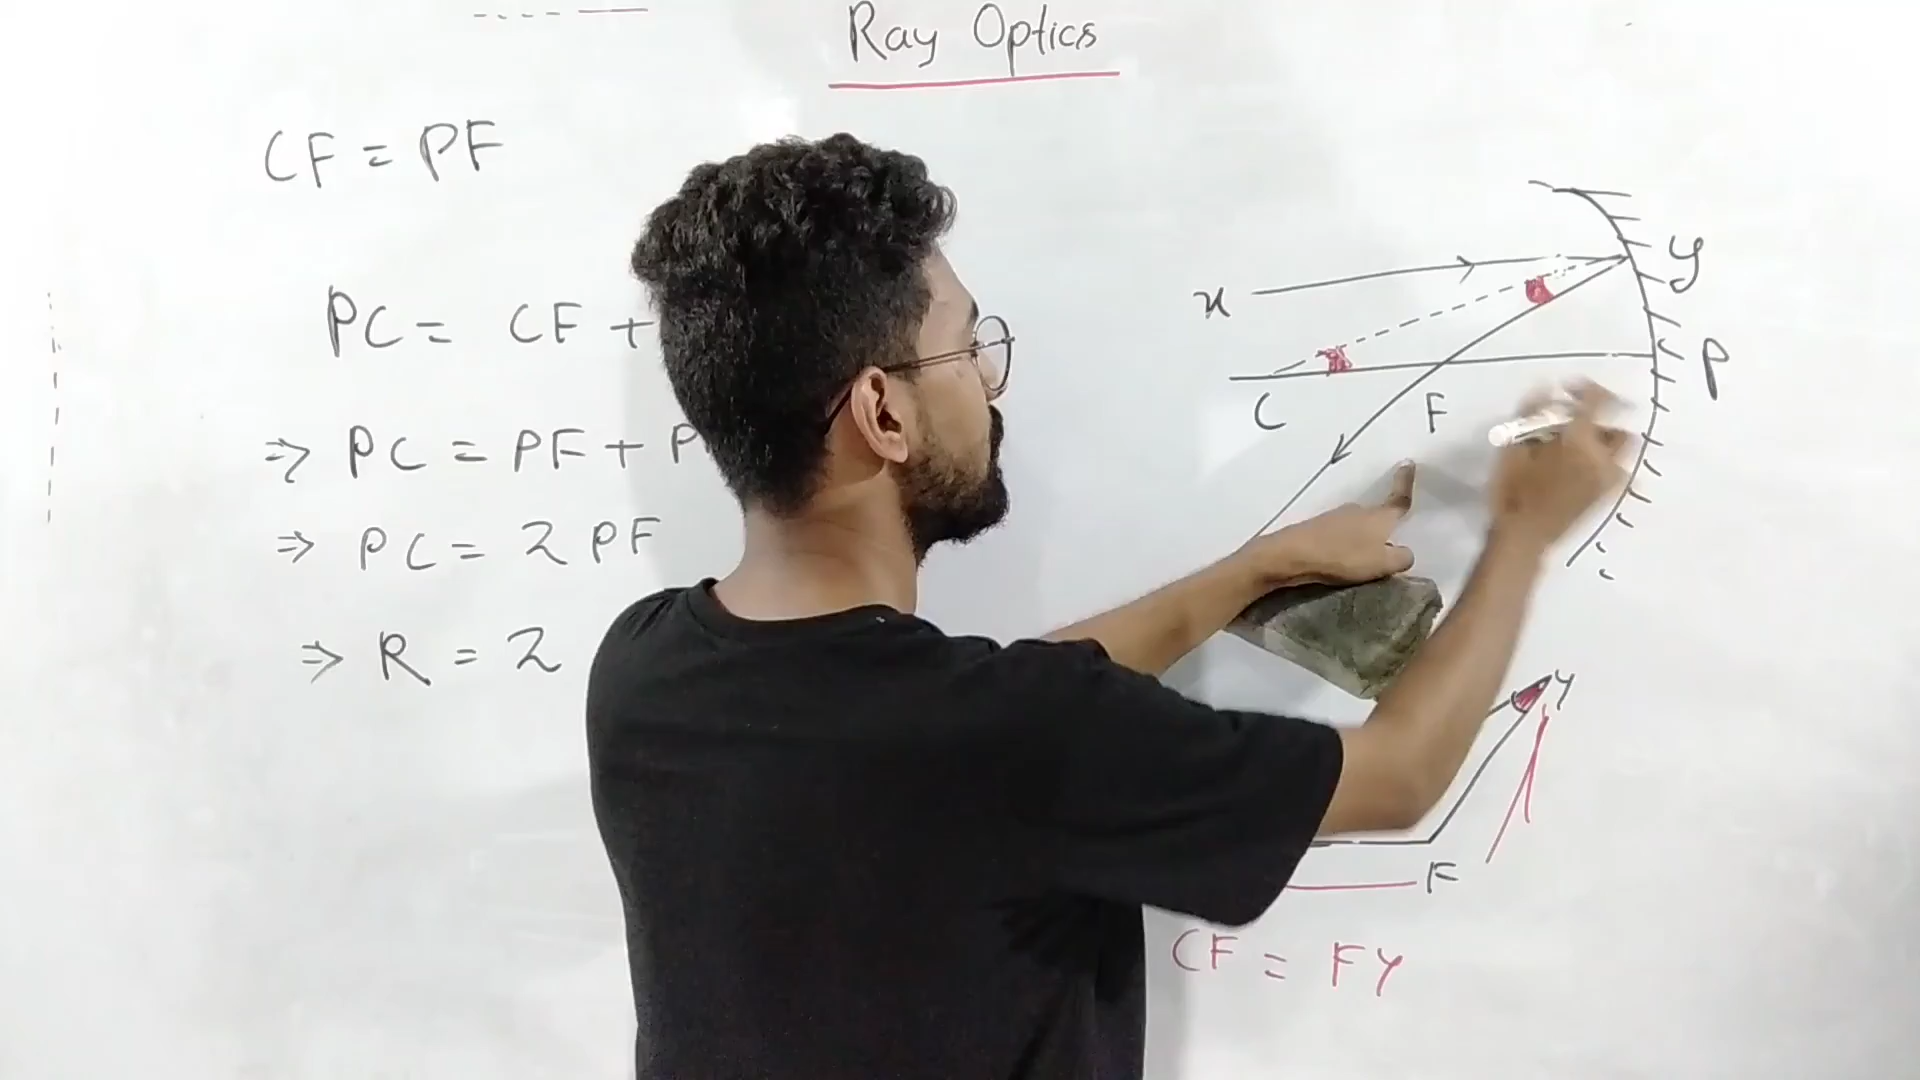 Ray Optics
CF = PF
PC = CF +
⇒ PC = PF + P
⇒ PC = 2 PF
⇒ R = 2
x
y
C
F
P
Y
F
CF = FY